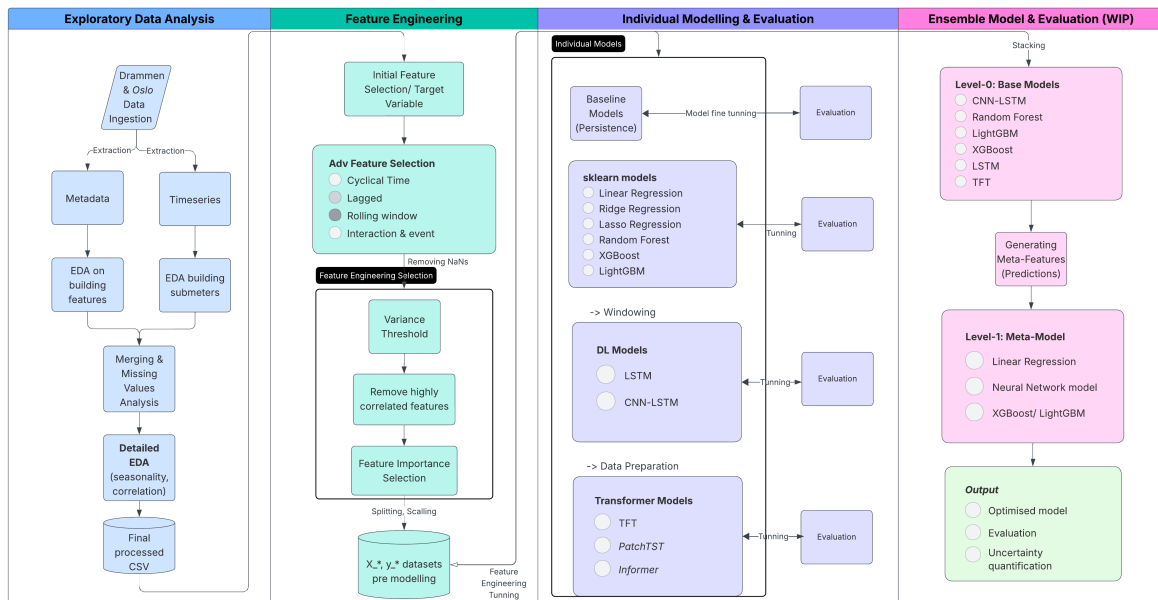 Exploratory Data Analysis
Drammen
& Oslo
Data
Ingestion
Extraction
Extraction
Metadata
Timeseries
EDA on
building
features
EDA building
submeters
Merging &
Missing
Values
Analysis
Detailed
EDA
(seasonality,
correlation)
Final
processed
CSV
Feature Engineering
Initial Feature
Selection/ Target
Variable
Adv Feature Selection
Cyclical Time
Lagged
Rolling window
Interaction & event
Removing NaNs
Feature Engineering Selection
Variance
Threshold
Remove highly
correlated features
Feature Importance
Selection
Splitting, Scalling
X_*, y_* datasets
pre modelling
Feature
Engineering
Tunning
Individual Modelling & Evaluation
Individual Models
Baseline
Models
(Persistence)
Model fine tunning
Evaluation
sklearn models
Linear Regression
Ridge Regression
Lasso Regression
Random Forest
XGBoost
LightGBM
Tunning
Evaluation
-> Windowing
DL Models
LSTM
CNN-LSTM
Tunning
Evaluation
-> Data Preparation
Transformer Models
TFT
PatchTST
Informer
Tunning
Evaluation
Ensemble Model & Evaluation (WIP)
Stacking
Level-0: Base Models
CNN-LSTM
Random Forest
LightGBM
XGBoost
LSTM
TFT
Generating
Meta-Features
(Predictions)
Level-1: Meta-Model
Linear Regression
Neural Network model
XGBoost/ LightGBM
Output
Optimised model
Evaluation
Uncertainty
quantification